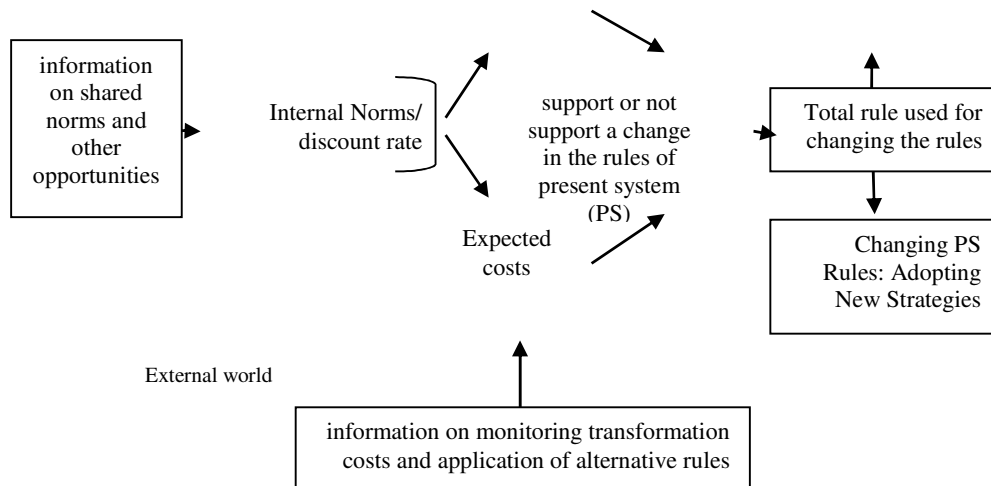 information
on shared
norms and
other
opportunities
Internal Norms/
discount rate
support or not
support a change
in the rules of
present system
(PS)
Expected
costs
Total rule used for
changing the rules
Changing PS
Rules: Adopting
New Strategies
External world
information on monitoring transformation
costs and application of alternative rules